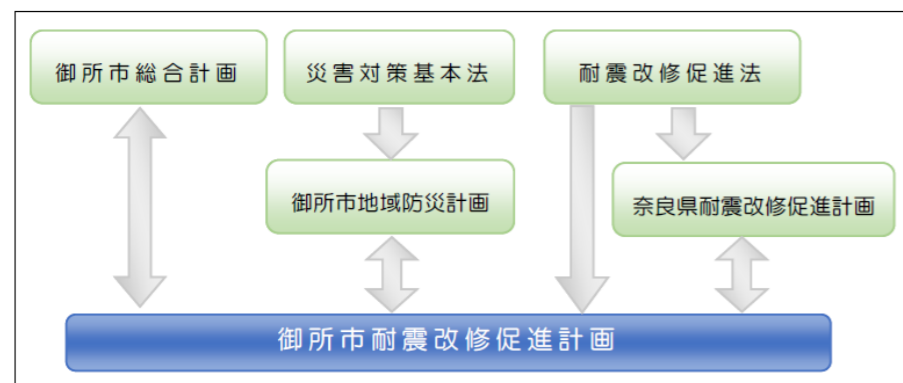 御所市総合計画
災害対策基本法
耐震改修促進法
御所市地域防災計画
奈良県耐震改修促進計画
御所市耐震改修促進計画